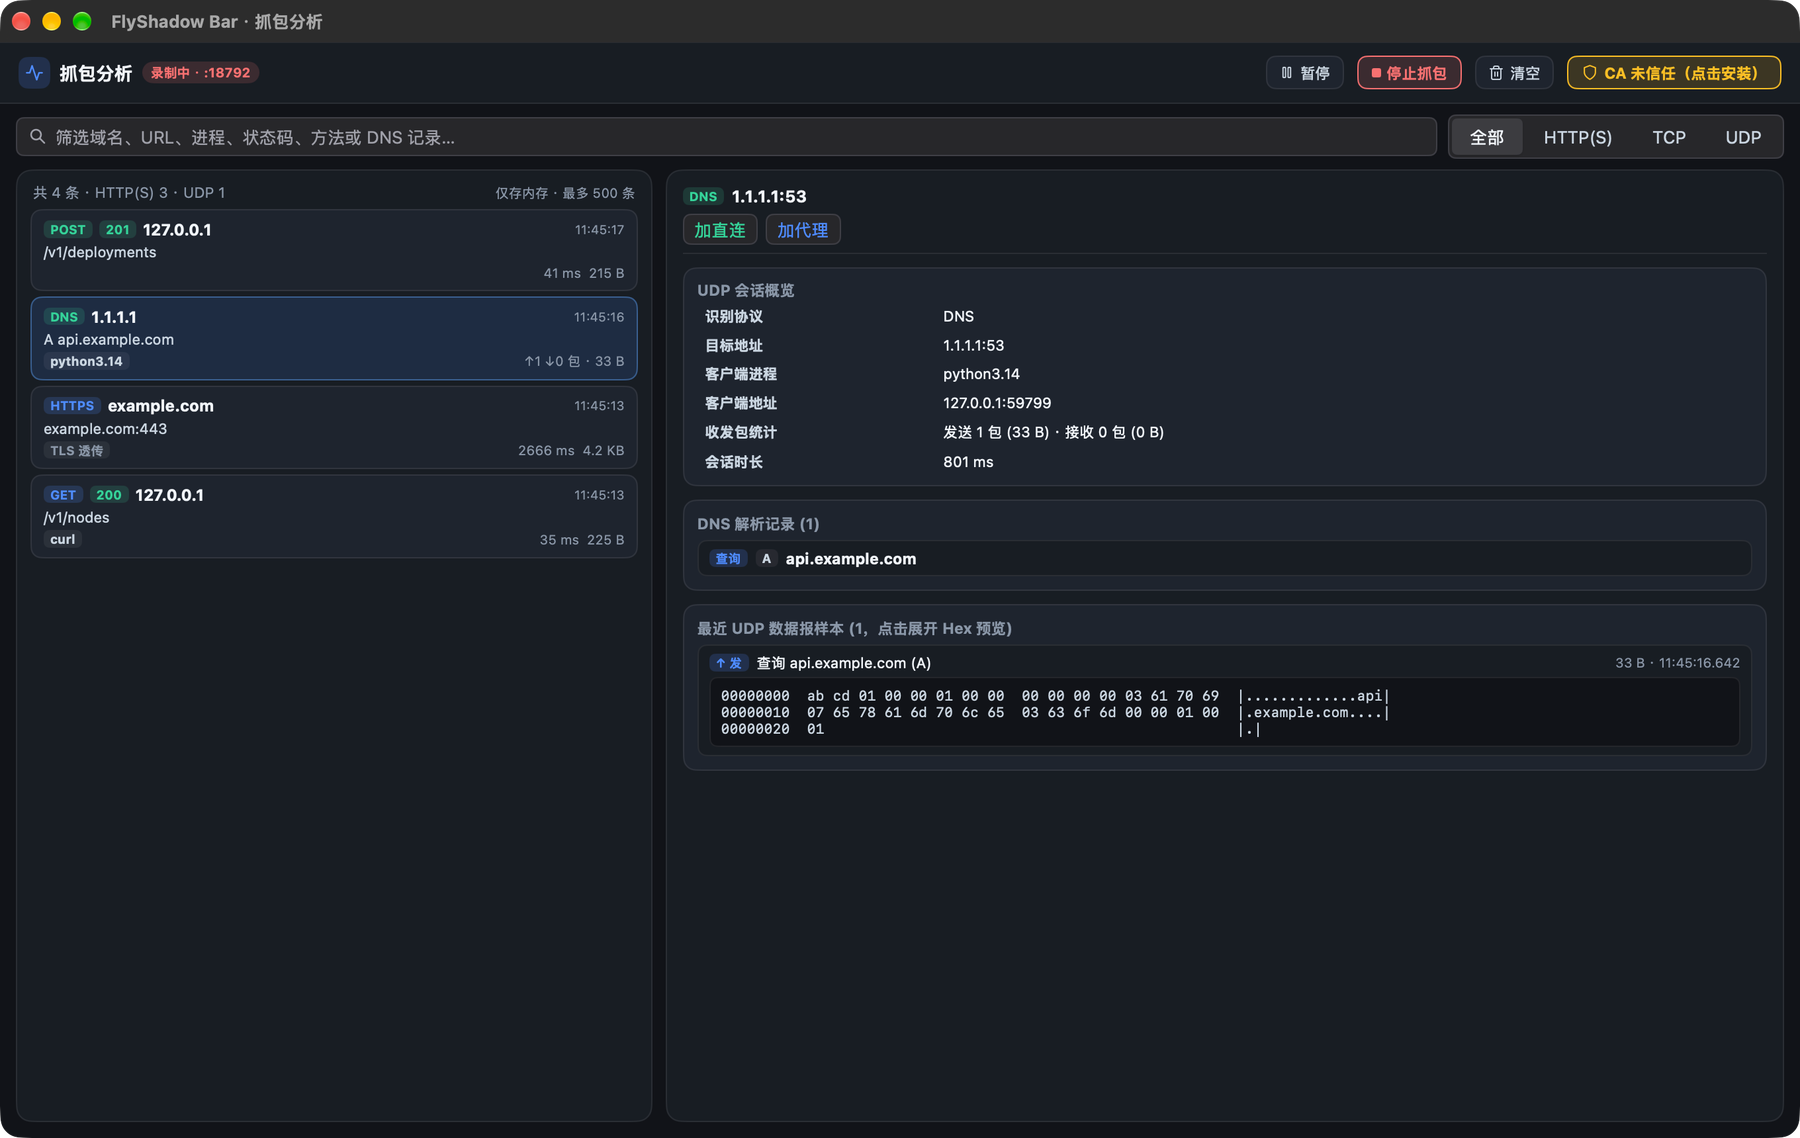 FlyShadow Bar · 抓包分析
抓包分析 录制中 · :18792 暂停 停止抓包 清空 CA 未信任（点击安装）
筛选域名、URL、进程、状态码、方法或 DNS 记录... 全部 HTTP(S) TCP UDP
共 4 条 · HTTP(S) 3 · UDP 1 仅存内存 · 最多 500 条
POST 201 127.0.0.1 11:45:17
/v1/deployments
41 ms 215 B
DNS 1.1.1.1 11:45:16
A api.example.com
python3.14 ↑1 ↓0 包 · 33 B
HTTPS example.com 11:45:13
example.com:443
TLS 透传 2666 ms 4.2 KB
GET 200 127.0.0.1 11:45:13
/v1/nodes
curl 35 ms 225 B
DNS 1.1.1.1:53
加直连 加代理
UDP 会话概览
识别协议 DNS
目标地址 1.1.1.1:53
客户端进程 python3.14
客户端地址 127.0.0.1:59799
收发包统计 发送 1 包 (33 B) · 接收 0 包 (0 B)
会话时长 801 ms
DNS 解析记录 (1)
查询 A api.example.com
最近 UDP 数据报样本 (1，点击展开 Hex 预览)
↑ 发 查询 api.example.com (A) 33 B · 11:45:16.642
00000000  ab cd 01 00 00 01 00 00  00 00 00 00 03 61 70 69  |.............api|
00000010  07 65 78 61 6d 70 6c 65  03 63 6f 6d 00 00 01 00  |.example.com....|
00000020  01  |.|